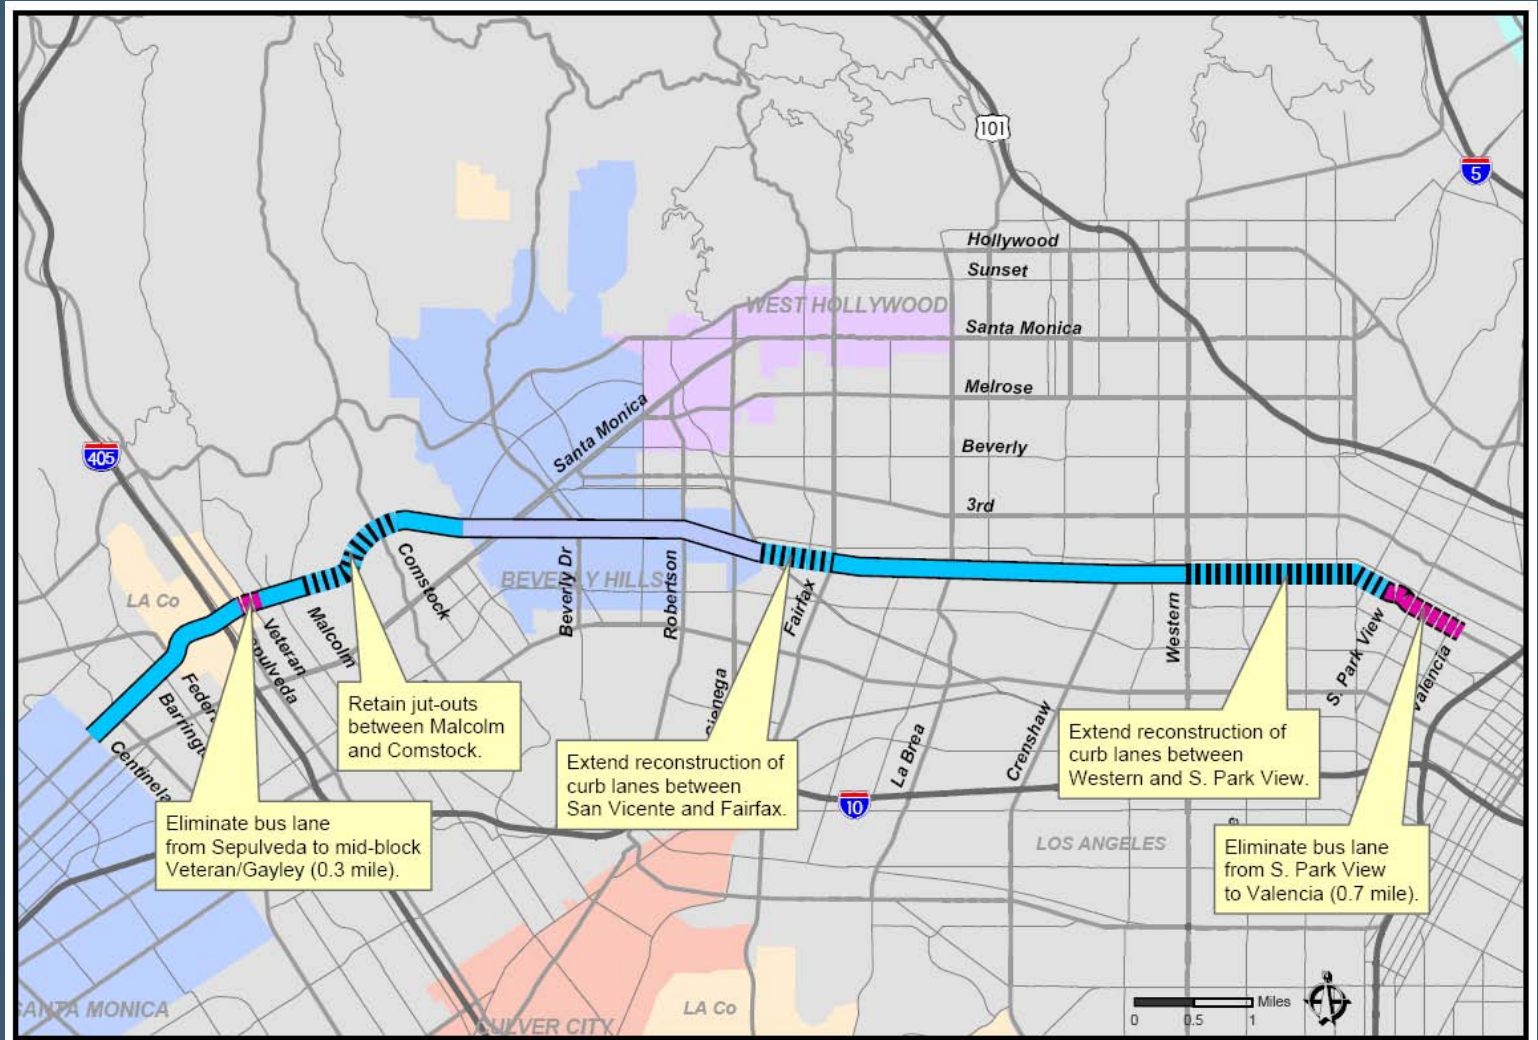 101
5
Hollywood
Sunset
WEST HOLLYWOOD
Santa Monica
Melrose
Santa Monica
Beverly
405
3rd
Comstock
BEVERLY HILLS
Beverly Dr
Robertson
Fairfax
Western
S. Park View
Valencia
LA Co
Malcolm
Veteran
Barringt
Centinela
La Brea
Crenshaw
Retain jut-outs
between Malcolm
and Comstock.
Extend reconstruction of
curb lanes between
San Vicente and Fairfax.
Extend reconstruction of
curb lanes between
Western and S. Park View.
10
Eliminate bus lane
from Sepulveda to mid-block
Veteran/Gayley (0.3 mile).
LOS ANGELES
Eliminate bus lane
from S. Park View
to Valencia (0.7 mile).
SANTA MONICA
CULVER CITY
LA Co
Miles
0 0.5 1